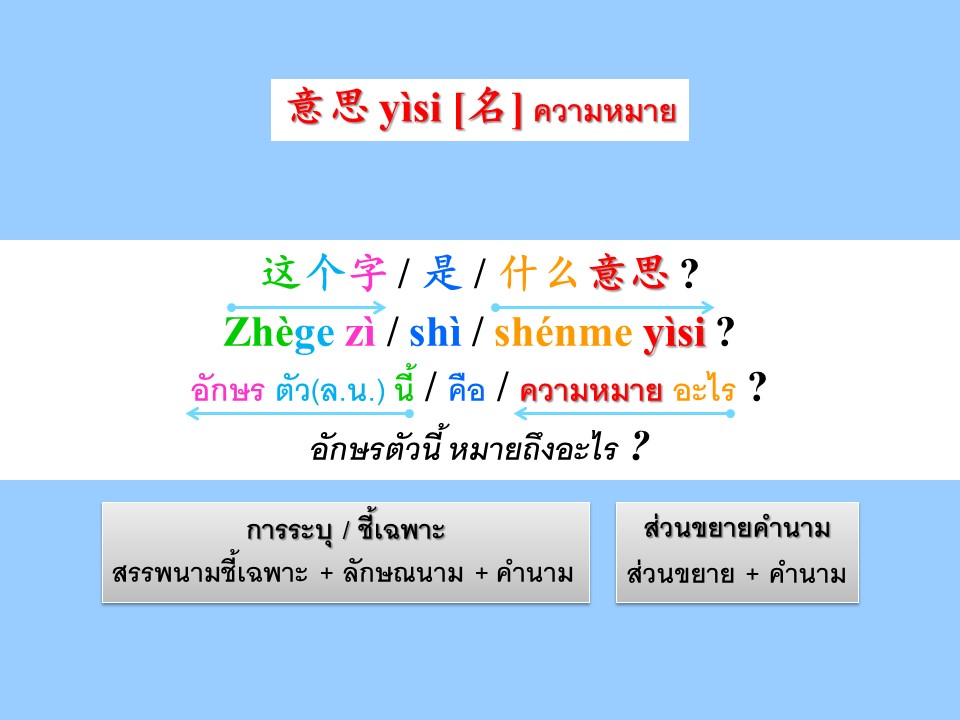 意思 yìsi [名] ความหมาย
这个字 / 是 / 什么意思 ?
Zhège zì / shì / shénme yìsi ?
อักษร ตัว(ล.น.) นี้ / คือ / ความหมาย อะไร ?
อักษรตัวนี้ หมายถึงอะไร ?
การระบุ / ชี้เฉพาะ
สรรพนามชี้เฉพาะ + ลักษณนาม + คำนาม
ส่วนขยายคำนาม
ส่วนขยาย + คำนาม